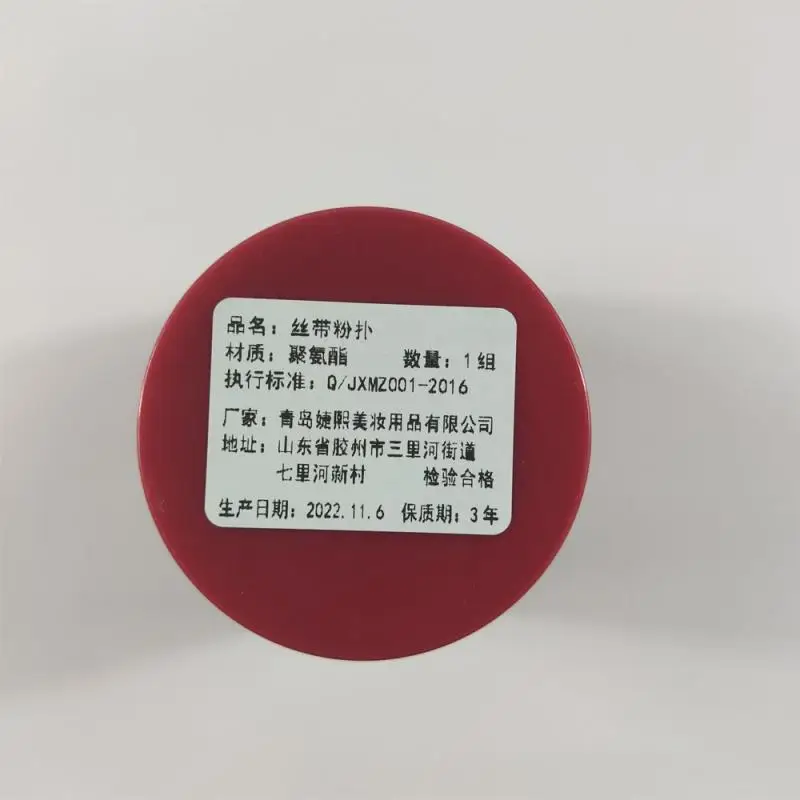 品名：丝带粉扑
材质：聚氨酯 数量：1组
执行标准：Q/JXMZ001-2016
厂家：青岛婕熙美妆用品有限公司
地址：山东省胶州市三里河街道
七里河新村 检验合格
生产日期：2022.11.6 保质期：3年